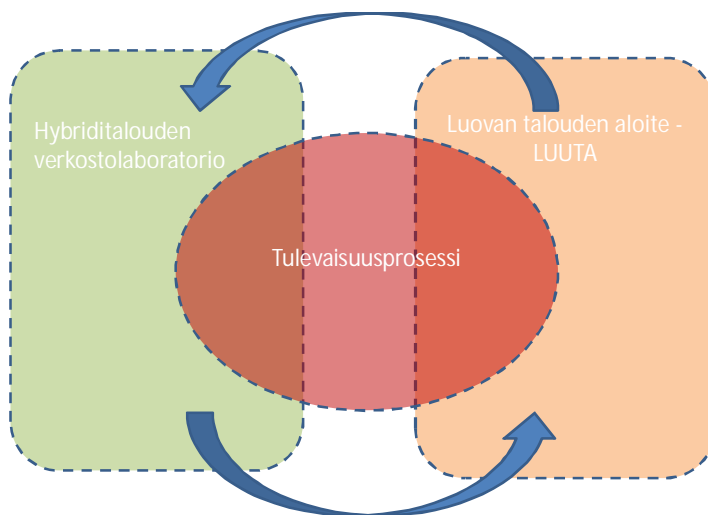 Hybriditalouden
verkostolaboratorio
Luovan talouden aloite -
LUUTA
Tulevaisuusprosessi